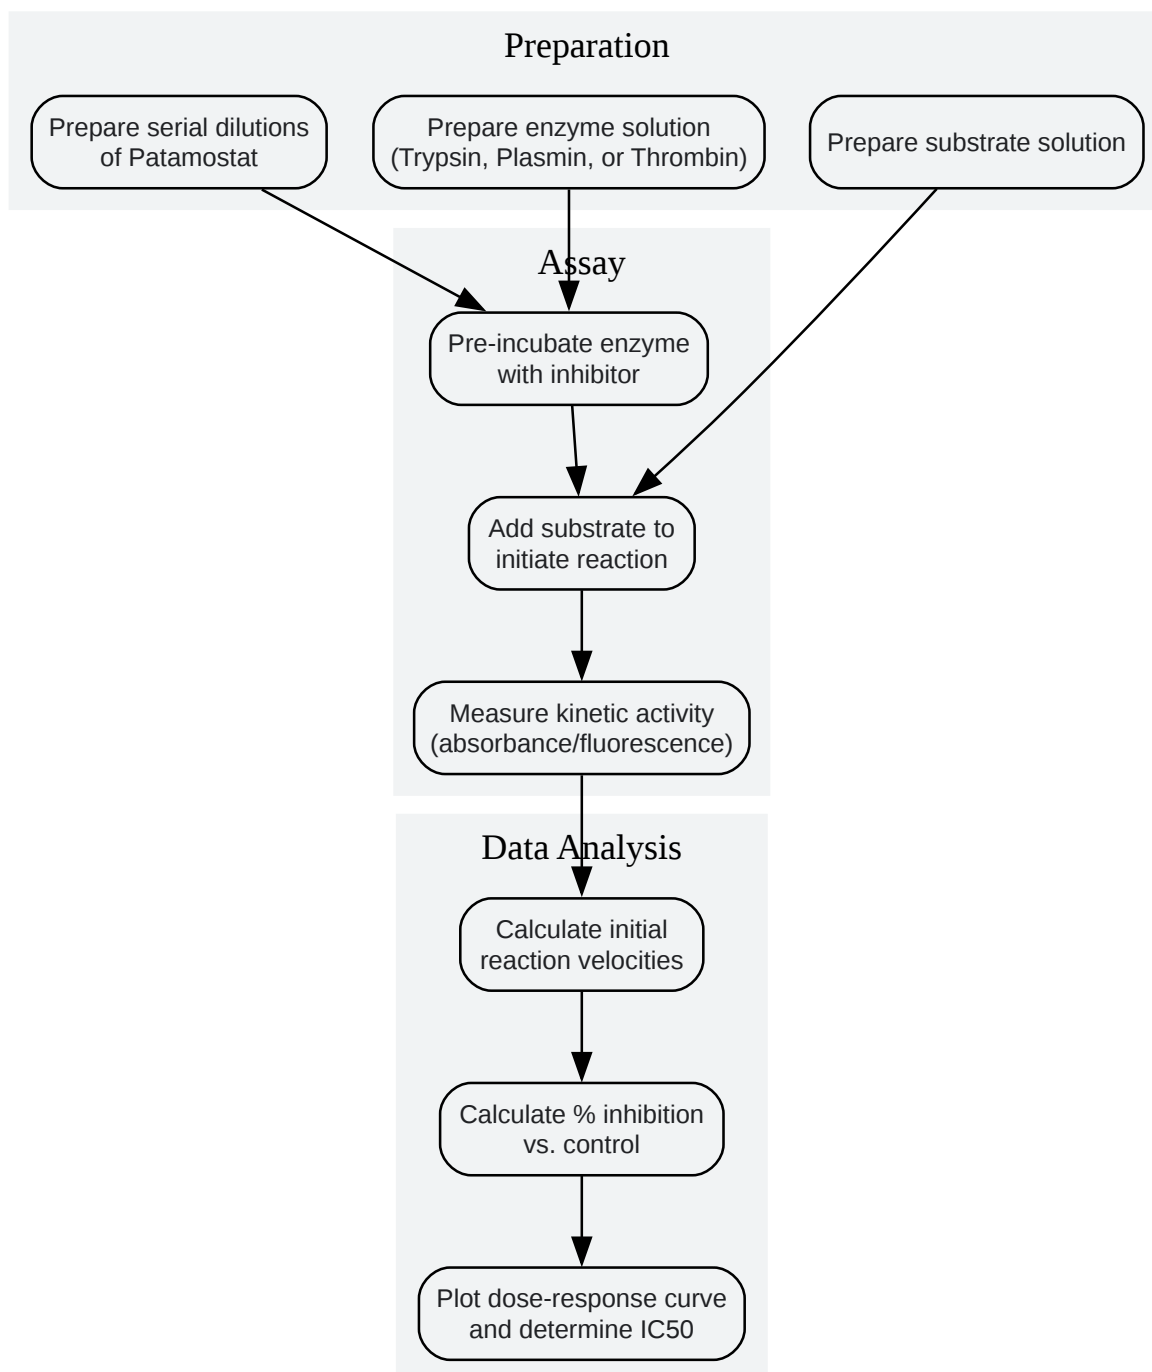 Preparation
Prepare serial dilutions
of Patamostat
Prepare enzyme solution
(Trypsin, Plasmin, or Thrombin)
Prepare substrate solution
Assay
Pre-incubate enzyme
with inhibitor
Add substrate to
initiate reaction
Measure kinetic activity
(absorbance/fluorescence)
Data Analysis
Calculate initial
reaction velocities
Calculate % inhibition
vs. control
Plot dose-response curve
and determine IC50